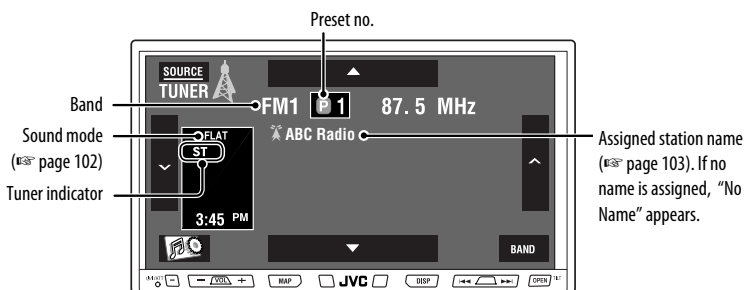 Preset no.
SOURCE
TUNER
Band
FM1 P 1 87. 5 MHz
Sound mode
(☞ page 102)
FLAT
ABC Radio
ST
Assigned station name
(☞ page 103). If no
name is assigned, “No
Name” appears.
Tuner indicator
3:45 PM
BAND
− VOL + MAP JVC DISP OPEN